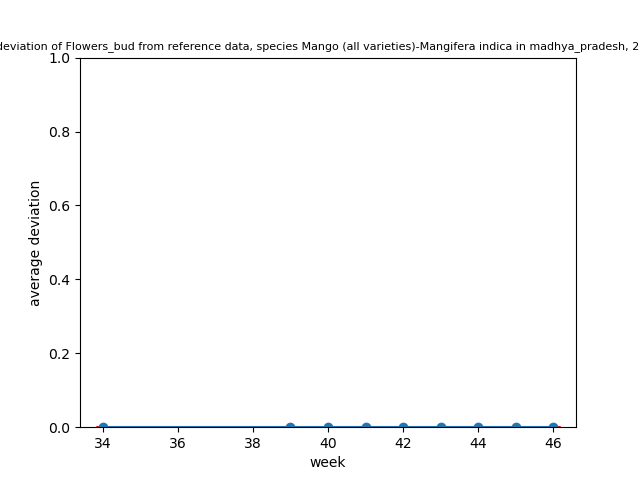 deviation of Flowers_bud from reference data, species Mango (all varieties)-Mangifera indica in madhya_pradesh, 2
1.0
0.8
0.6
0.4
0.2
0.0
average deviation
34 36 38 40 42 44 46
week